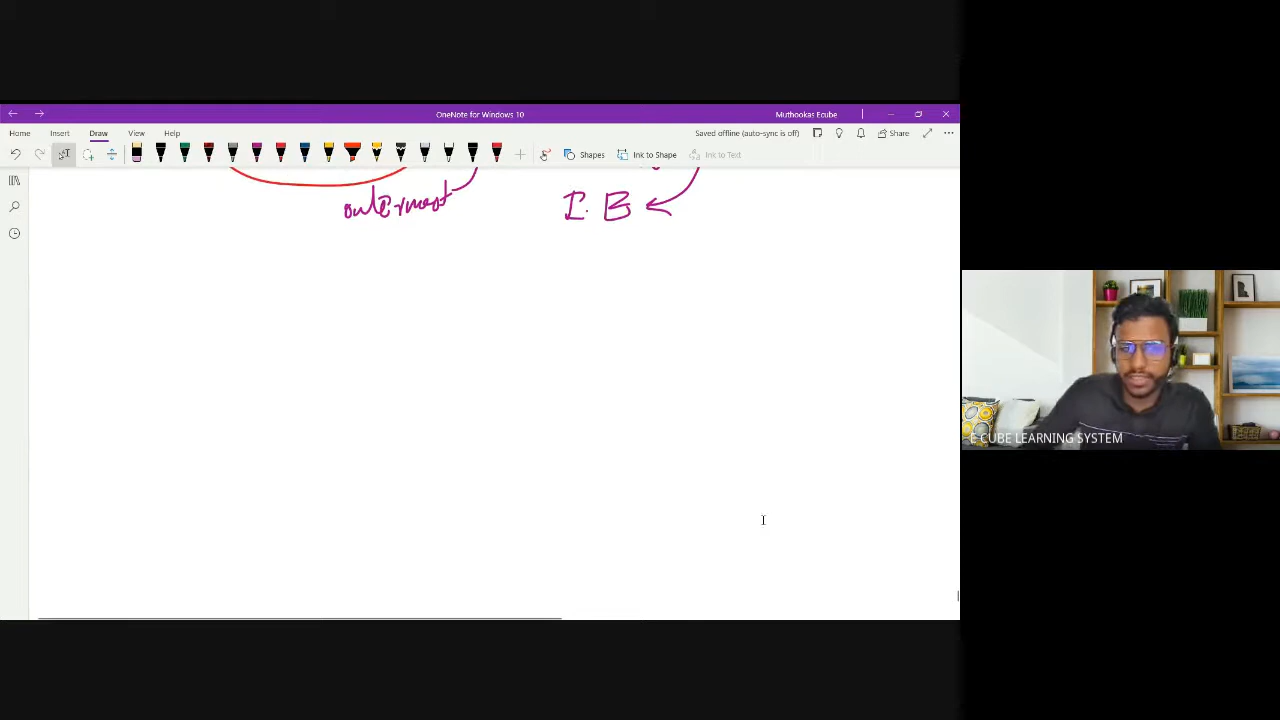 OneNote for Windows 10
Muthookas Ecube
Home Insert Draw View Help
Saved offline (auto-sync is off)
Share
Shapes
Ink to Shape
Ink to Text
outermost
I. B
E CUBE LEARNING SYSTEM